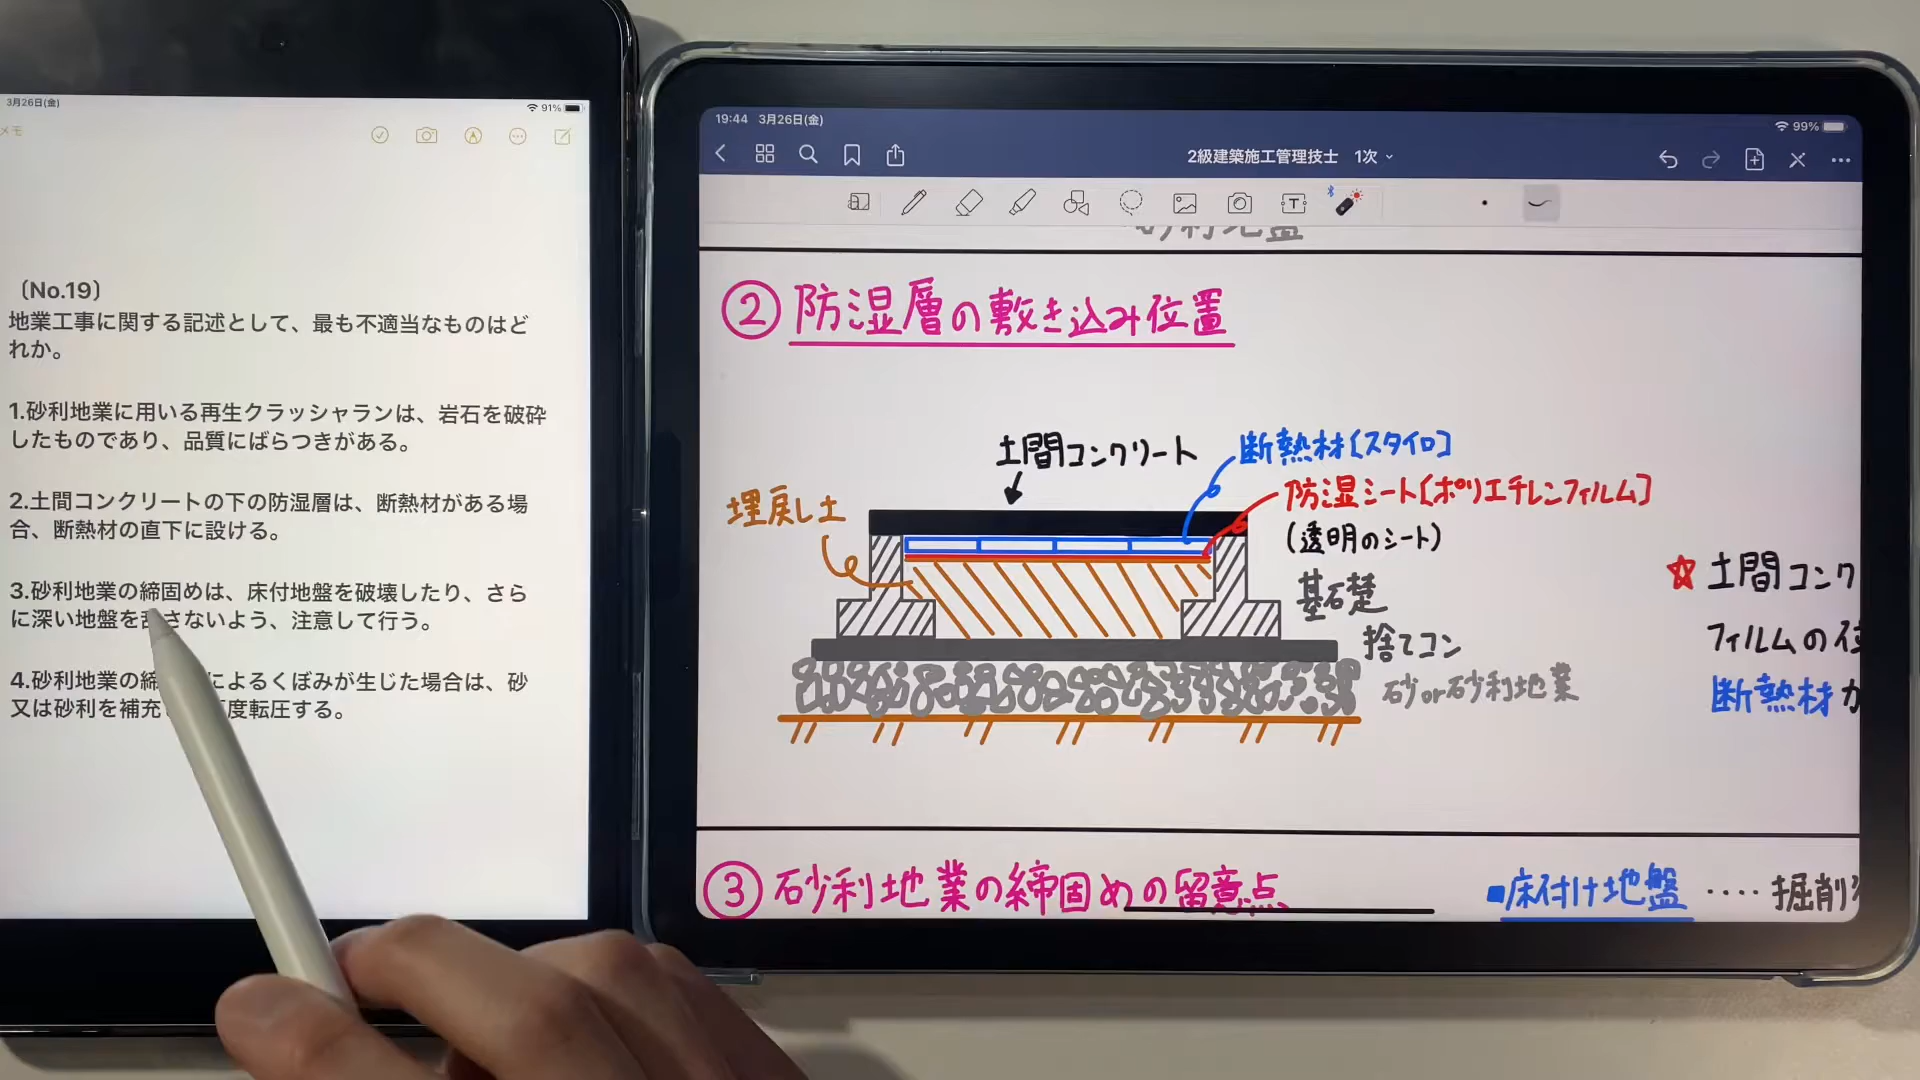 3月26日(金)
91%
メモ
〔No.19〕
地業工事に関する記述として、最も不適当なものはど
れか。
1.砂利地業に用いる再生クラッシャランは、岩石を破砕
したものであり、品質にばらつきがある。
2.土間コンクリートの下の防湿層は、断熱材がある場
合、断熱材の直下に設ける。
3.砂利地業の締固めは、床付地盤を破壊したり、さら
に深い地盤を さないよう、注意して行う。
4.砂利地業の締 によるくぼみが生じた場合は、砂
又は砂利を補充 度転圧する。
19:44 3月26日(金)
99%
2級建築施工管理技士 1次
T
砂利地盤
② 防湿層の敷き込み位置
土間コンクリート
断熱材〔スタイロ〕
防湿シート〔ポリエチレンフィルム〕
(透明のシート)
埋戻し土
基礎
捨てコン
砂or砂利地業
☆土間コンク
フィルムの
断熱材が
③ 砂利地業の締固めの留意点
■床付け地盤 ‥‥ 掘削